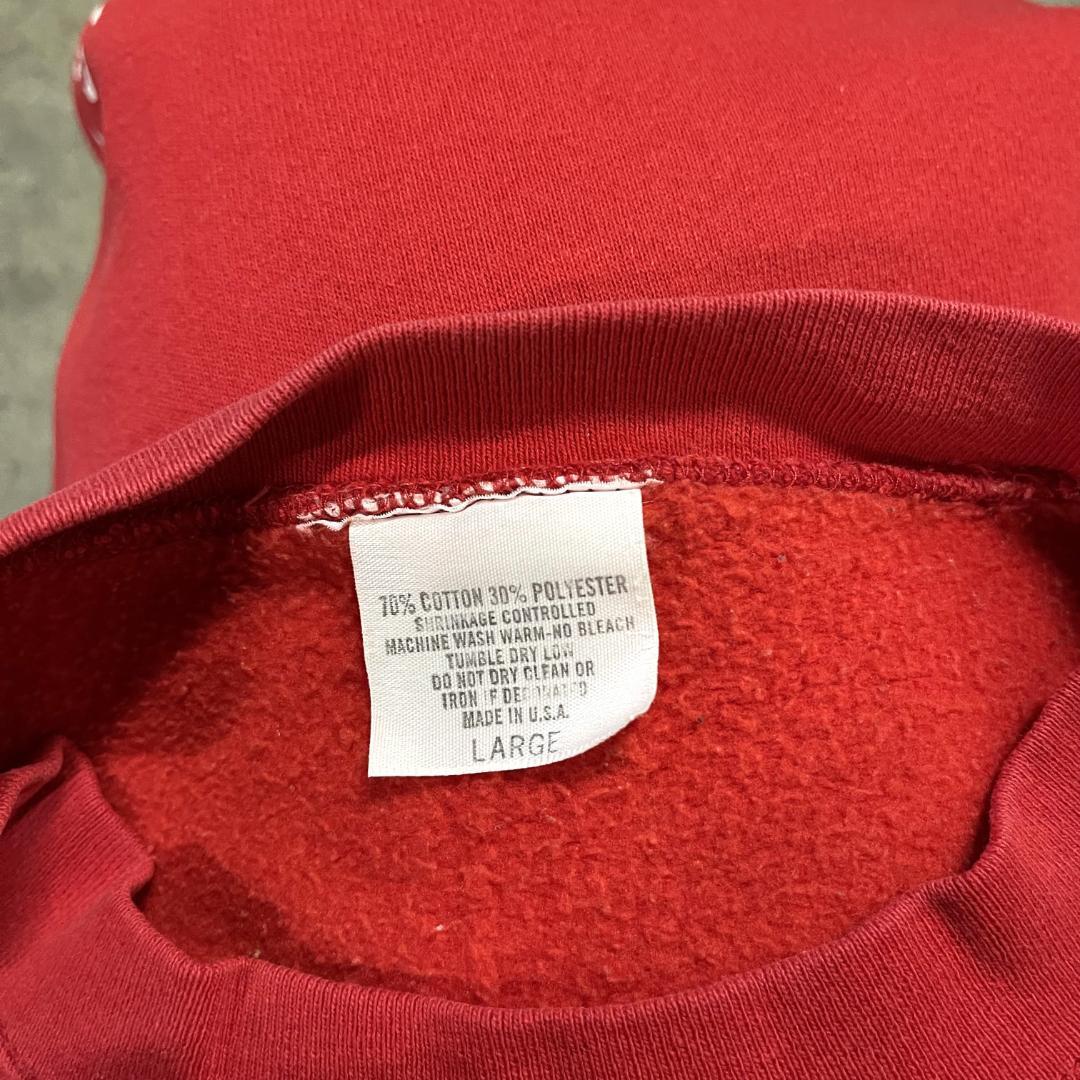 70% COTTON 30% POLYESTER
SHRINKAGE CONTROLLED
MACHINE WASH WARM-NO BLEACH
TUMBLE DRY LOW
DO NOT DRY CLEAN OR
IRON IF DECORATED
MADE IN U.S.A.
LARGE